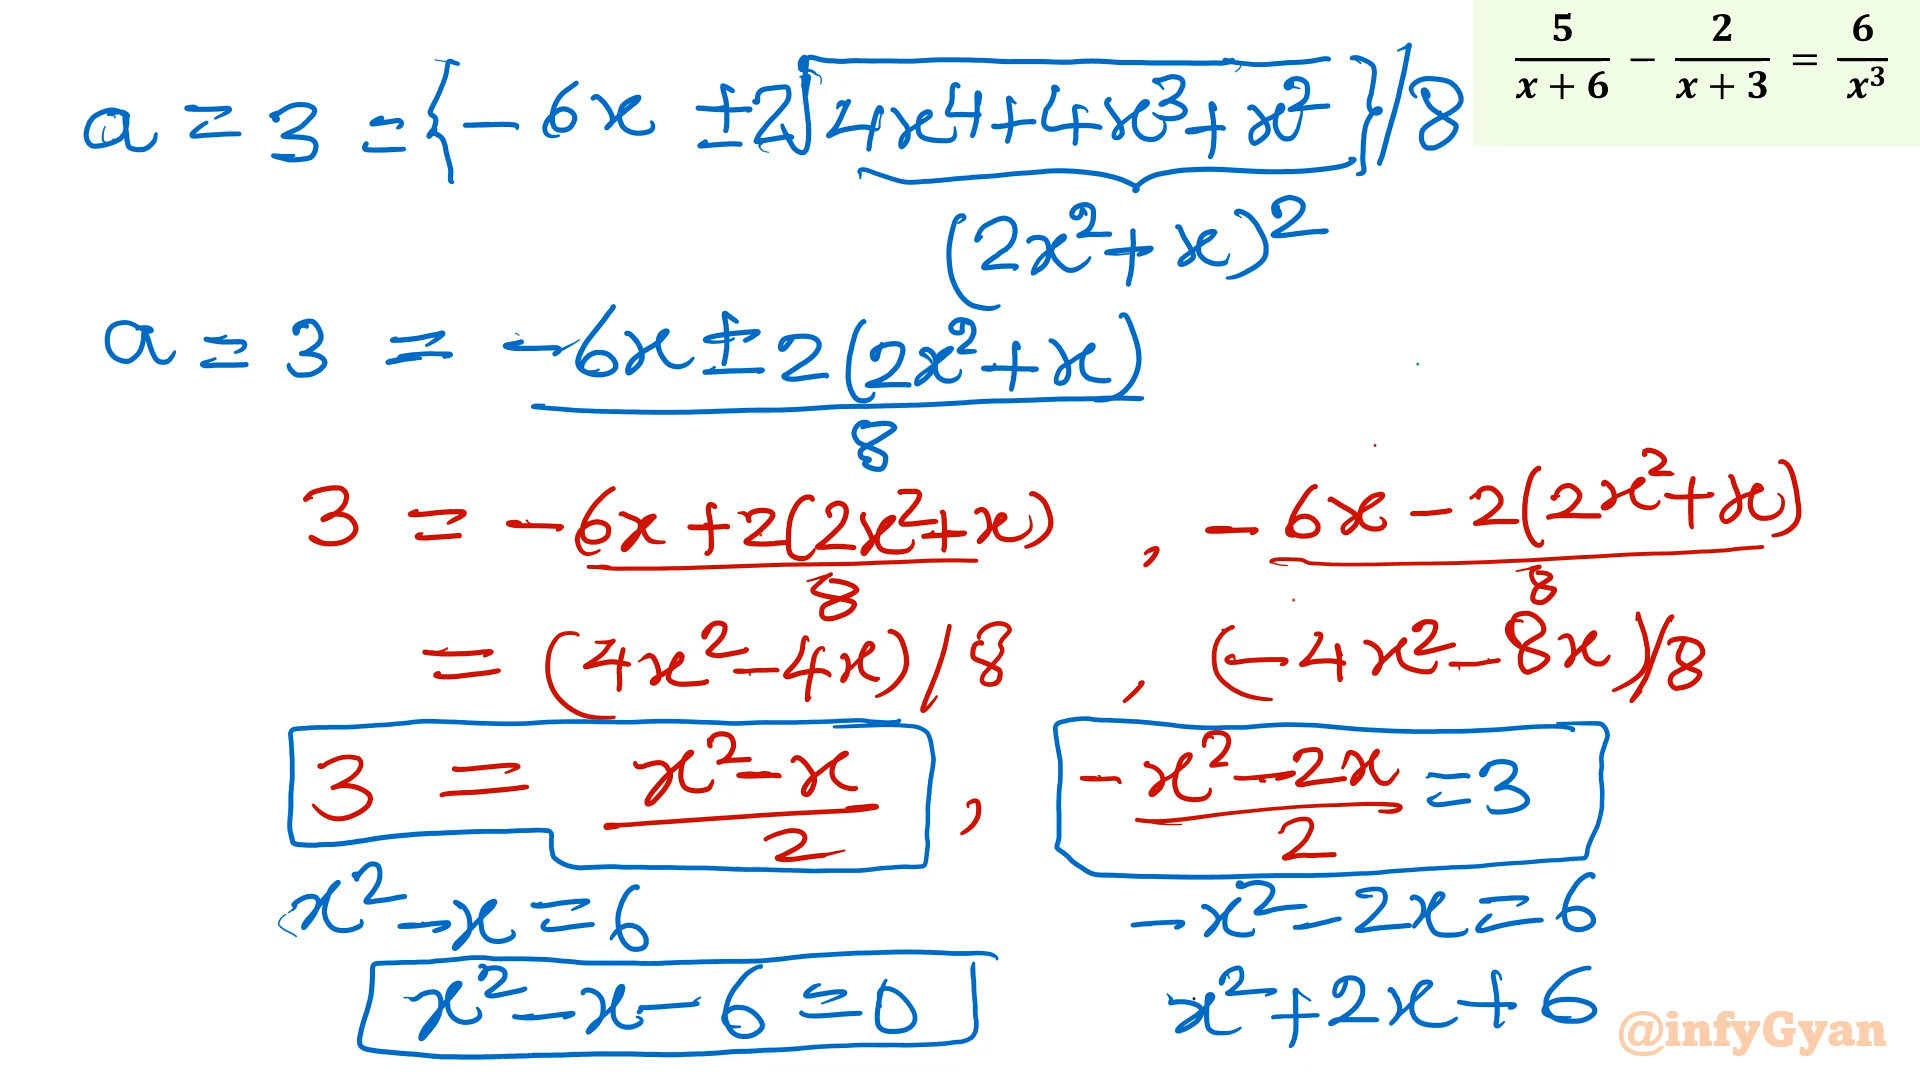 5/(x + 6) − 2/(x + 3) = 6/x³
a = 3 = {−6x ± 2√(4x⁴+4x³+x²)}/8
(2x²+x)²
a = 3 = (−6x ± 2(2x²+x))/8
3 = (−6x+2(2x²+x))/8 , (−6x−2(2x²+x))/8
= (4x²−4x)/8 , (−4x²−8x)/8
3 = (x²−x)/2 , (−x²−2x)/2 = 3
x²−x=6 −x²−2x=6
x²−x−6=0 x²+2x+6
@infyGyan